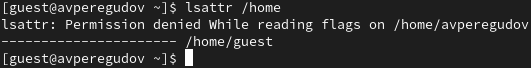 [guest@avperegudov ~]$ lsattr /home
lsattr: Permission denied While reading flags on /home/avperegudov
---------------------- /home/guest
[guest@avperegudov ~]$